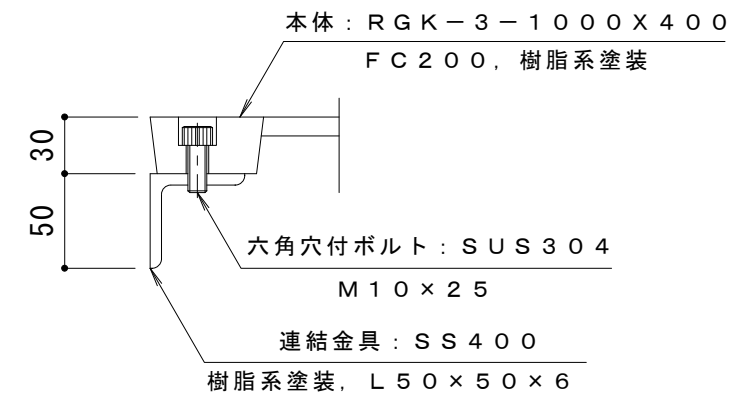 本体：ＲＧＫ－３－１０００Ｘ４００
ＦＣ２００，樹脂系塗装
30
50
六角穴付ボルト：ＳＵＳ３０４
Ｍ１０×２５
連結金具：ＳＳ４００
樹脂系塗装，Ｌ５０×５０×６